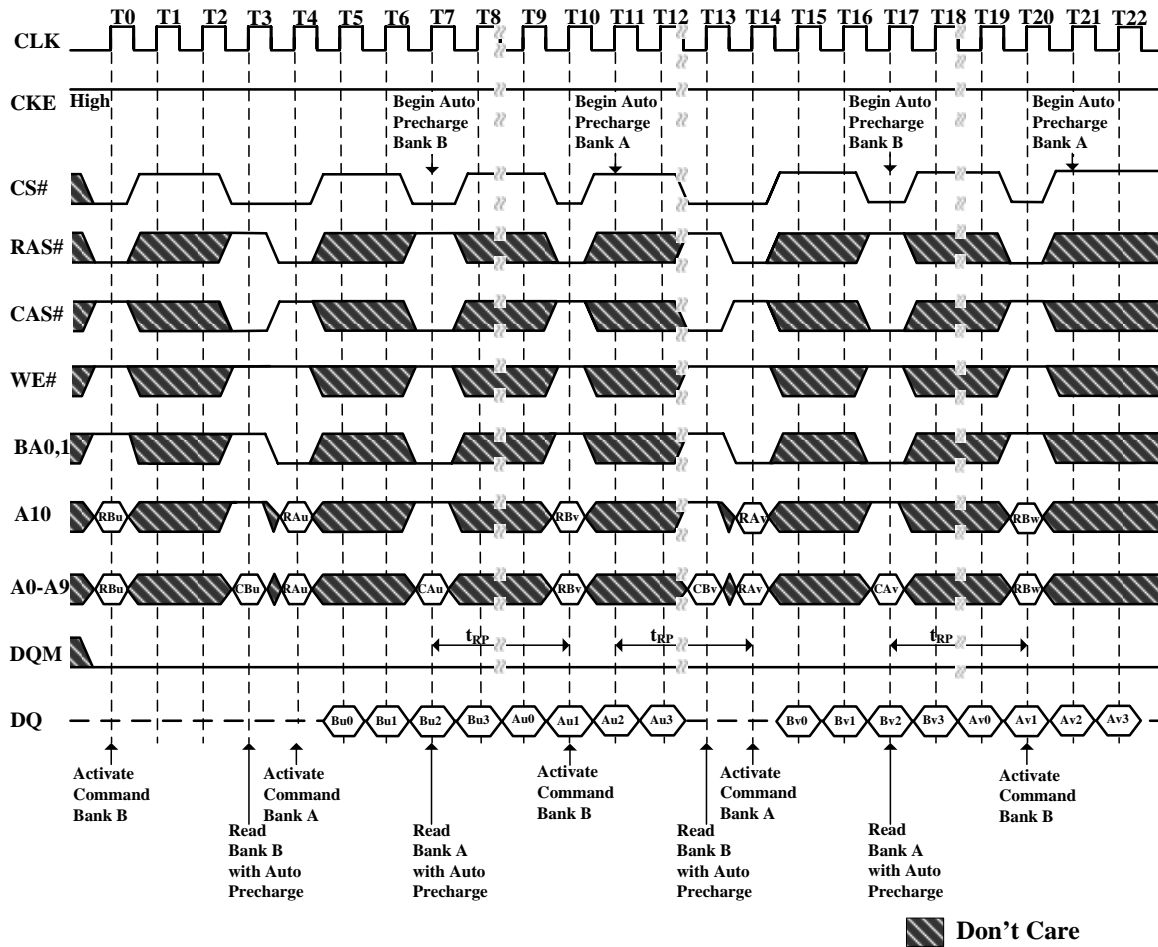 T0 T1 T2 T3 T4 T5 T6 T7 T8 T9 T10 T11 T12 T13 T14 T15 T16 T17 T18 T19 T20 T21 T22
CLK
CKE High
Begin Auto
Precharge
Bank B
Begin Auto
Precharge
Bank A
Begin Auto
Precharge
Bank B
Begin Auto
Precharge
Bank A
CS#
RAS#
CAS#
WE#
BA0,1
A10 RBu RAu RBv RAv RBw
A0-A9 RBu CBu RAu CAu RBv CBv RAv CAv RBw
tRP tRP tRP
DQM
DQ Bu0 Bu1 Bu2 Bu3 Au0 Au1 Au2 Au3 Bv0 Bv1 Bv2 Bv3 Av0 Av1 Av2 Av3
Activate
Command
Bank B
Activate
Command
Bank A
Activate
Command
Bank B
Activate
Command
Bank A
Activate
Command
Bank B
Read
Bank B
with Auto
Precharge
Read
Bank A
with Auto
Precharge
Read
Bank B
with Auto
Precharge
Read
Bank A
with Auto
Precharge
Don't Care